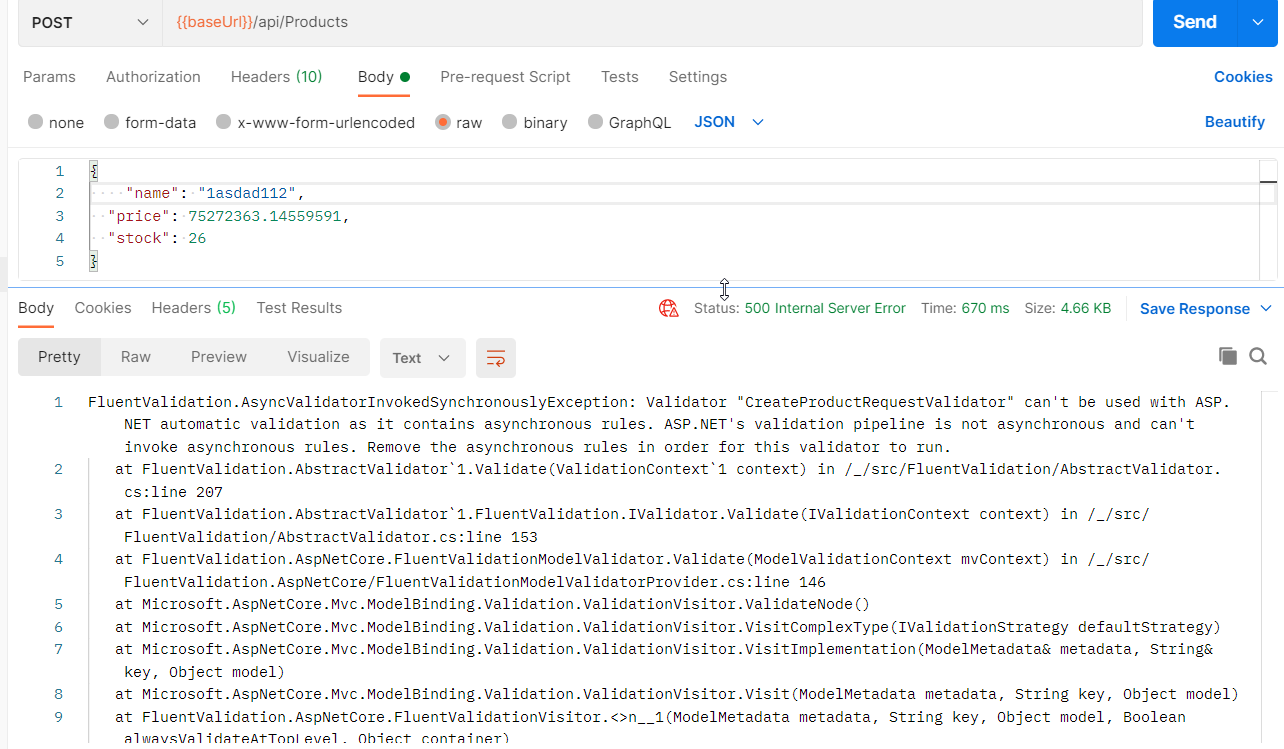 POST {{baseUrl}}/api/Products Send
Params Authorization Headers (10) Body Pre-request Script Tests Settings Cookies
none form-data x-www-form-urlencoded raw binary GraphQL JSON Beautify
1 {
2 "name": "1asdad112",
3 "price": 75272363.14559591,
4 "stock": 26
5 }
Body Cookies Headers (5) Test Results Status: 500 Internal Server Error Time: 670 ms Size: 4.66 KB Save Response
Pretty Raw Preview Visualize Text
1 FluentValidation.AsyncValidatorInvokedSynchronouslyException: Validator "CreateProductRequestValidator" can't be used with ASP.
NET automatic validation as it contains asynchronous rules. ASP.NET's validation pipeline is not asynchronous and can't
invoke asynchronous rules. Remove the asynchronous rules in order for this validator to run.
2 at FluentValidation.AbstractValidator`1.Validate(ValidationContext`1 context) in /_/src/FluentValidation/AbstractValidator.
cs:line 207
3 at FluentValidation.AbstractValidator`1.FluentValidation.IValidator.Validate(IValidationContext context) in /_/src/
FluentValidation/AbstractValidator.cs:line 153
4 at FluentValidation.AspNetCore.FluentValidationModelValidator.Validate(ModelValidationContext mvContext) in /_/src/
FluentValidation.AspNetCore/FluentValidationModelValidatorProvider.cs:line 146
5 at Microsoft.AspNetCore.Mvc.ModelBinding.Validation.ValidationVisitor.ValidateNode()
6 at Microsoft.AspNetCore.Mvc.ModelBinding.Validation.ValidationVisitor.VisitComplexType(IValidationStrategy defaultStrategy)
7 at Microsoft.AspNetCore.Mvc.ModelBinding.Validation.ValidationVisitor.VisitImplementation(ModelMetadata& metadata, String&
key, Object model)
8 at Microsoft.AspNetCore.Mvc.ModelBinding.Validation.ValidationVisitor.Visit(ModelMetadata metadata, String key, Object model)
9 at FluentValidation.AspNetCore.FluentValidationVisitor.<>n__1(ModelMetadata metadata, String key, Object model, Boolean
alwaysValidateAtTopLevel, Object container)